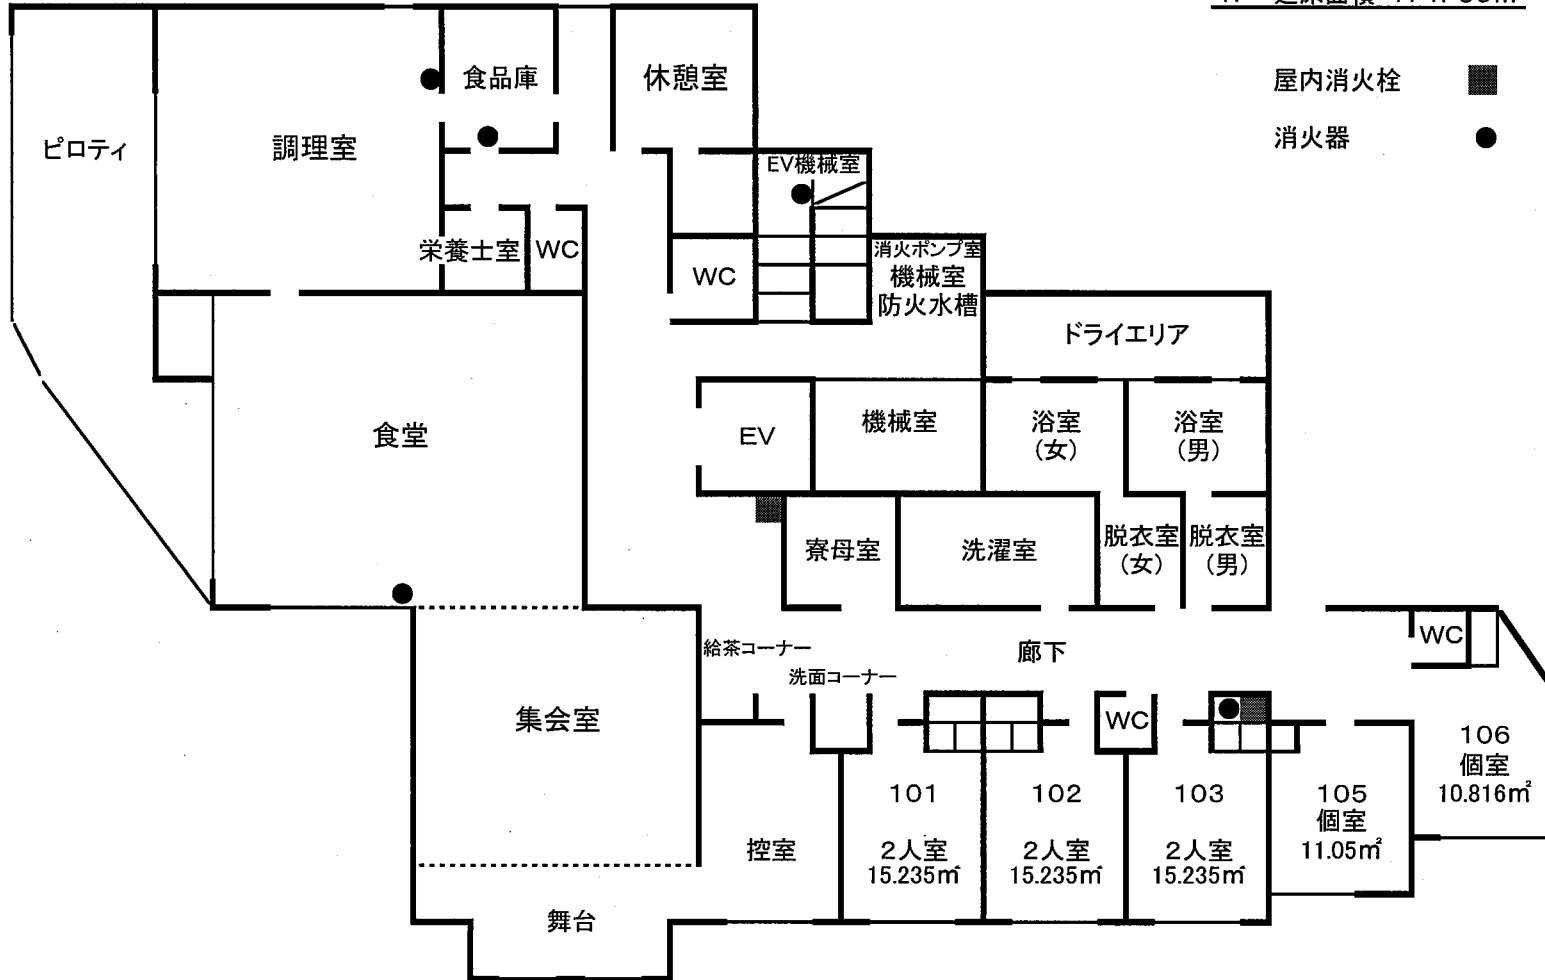 屋内消火栓
消火器
ピロティ
調理室
食品庫
休憩室
EV機械室
栄養士室
WC
WC
消火ポンプ室
機械室
防火水槽
ドライエリア
食堂
EV
機械室
浴室
(女)
浴室
(男)
寮母室
洗濯室
脱衣室
(女)
脱衣室
(男)
給茶コーナー
洗面コーナー
廊下
WC
集会室
WC
控室
101
2人室
15.235㎡
102
2人室
15.235㎡
103
2人室
15.235㎡
105
個室
11.05㎡
106
個室
10.816㎡
舞台